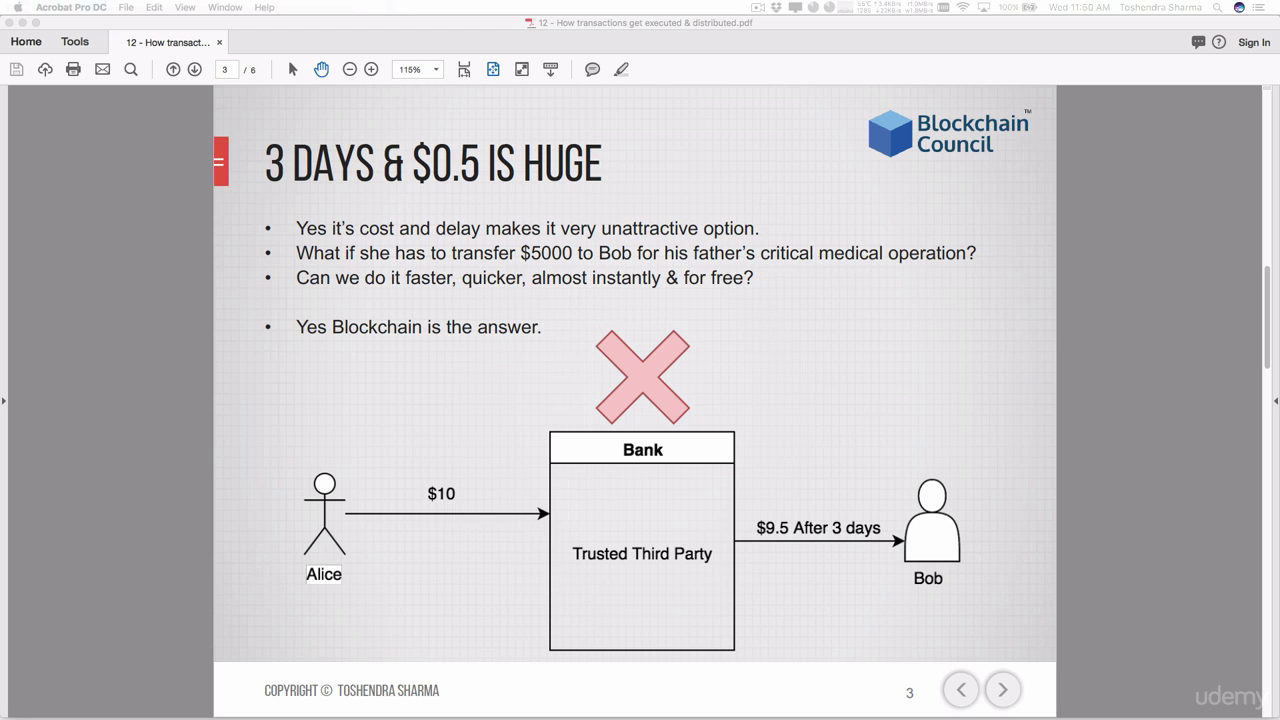 Acrobat Pro DC File Edit View Window Help 100% Wed 11:50 AM Toshendra Sharma
12 - How transactions get executed & distributed.pdf
Home Tools 12 - How transact... × Sign In
3 / 6 115%
Blockchain Council ™
3 DAYS & $0.5 IS HUGE
• Yes it's cost and delay makes it very unattractive option.
• What if she has to transfer $5000 to Bob for his father's critical medical operation?
• Can we do it faster, quicker, almost instantly & for free?
• Yes Blockchain is the answer.
Bank
$10
$9.5 After 3 days
Trusted Third Party
Alice
Bob
COPYRIGHT © TOSHENDRA SHARMA
3
udemy